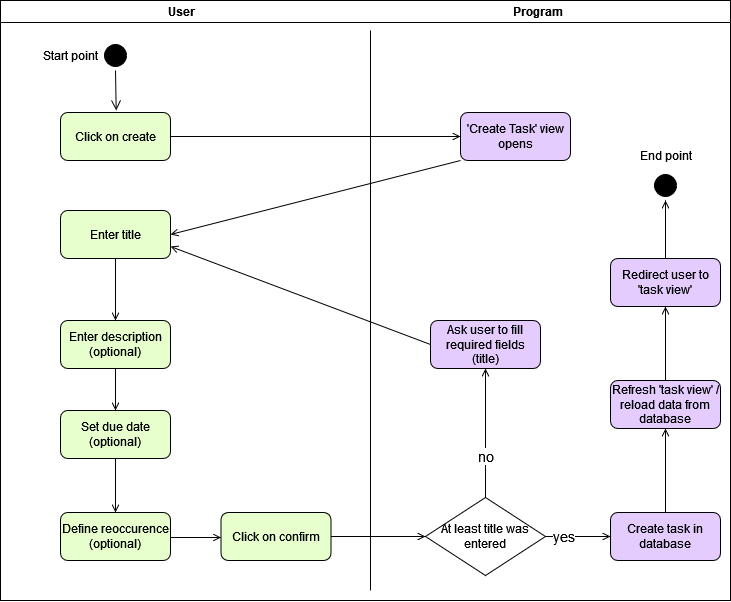 User
Program
Start point
Click on create
'Create Task' view
opens
End point
Enter title
Redirect user to
'task view'
Enter description
(optional)
Ask user to fill
required fields
(title)
Set due date
(optional)
Refresh 'task view' /
reload data from
database
no
Define reoccurence
(optional)
Click on confirm
At least title was
entered
yes
Create task in
database